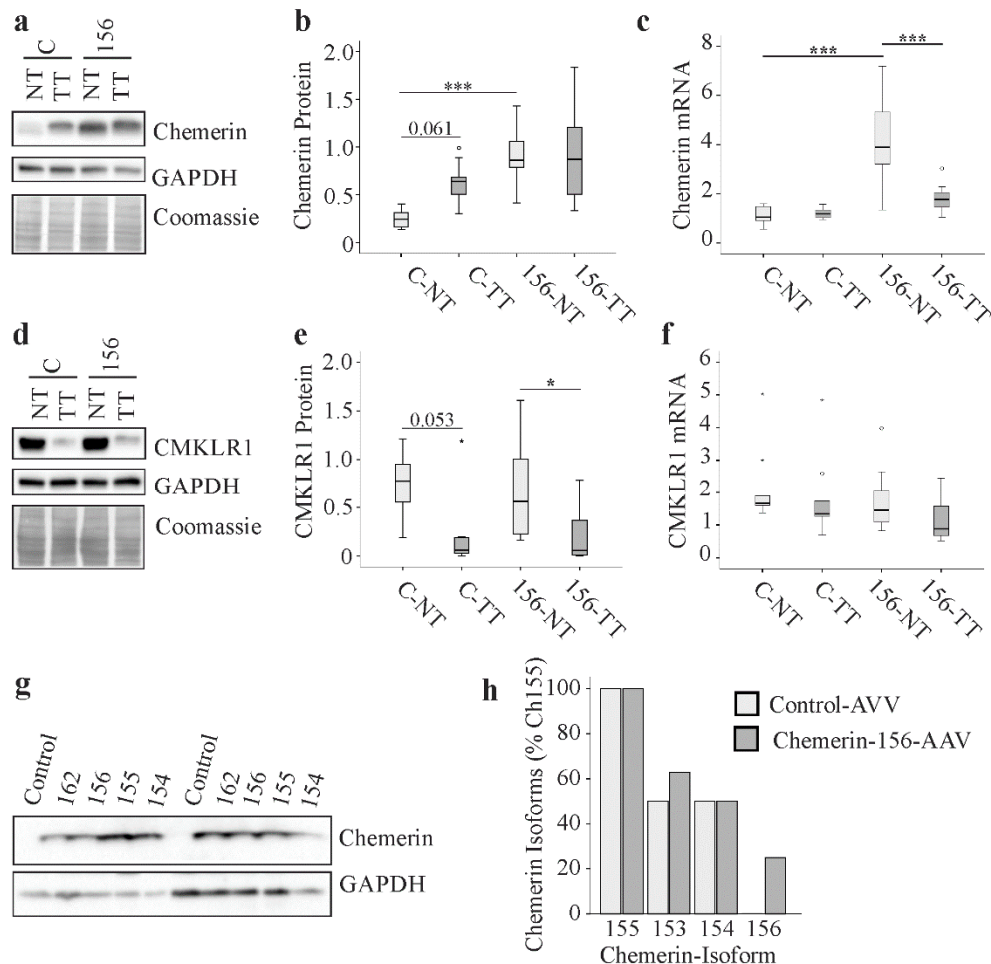 a
C
156
NT
TT
NT
TT
Chemerin
GAPDH
Coomassie
b
Chemerin Protein
2.0
1.5
1.0
0.5
0
***
0.061
C-NT
C-TT
156-NT
156-TT
c
Chemerin mRNA
8
6
4
2
0
***
***
C-NT
C-TT
156-NT
156-TT
d
C
156
NT
TT
NT
TT
CMKLR1
GAPDH
Coomassie
e
CMKLR1 Protein
2.0
1.5
1.0
0.5
0
0.053
*
C-NT
C-TT
156-NT
156-TT
f
CMKLR1 mRNA
6
5
4
3
2
1
0
C-NT
C-TT
156-NT
156-TT
g
Control
162
156
155
154
Control
162
156
155
154
Chemerin
GAPDH
h
Chemerin Isoforms (% Ch155)
100
80
60
40
20
0
155 153 154 156
Chemerin-Isoform
Control-AVV
Chemerin-156-AAV